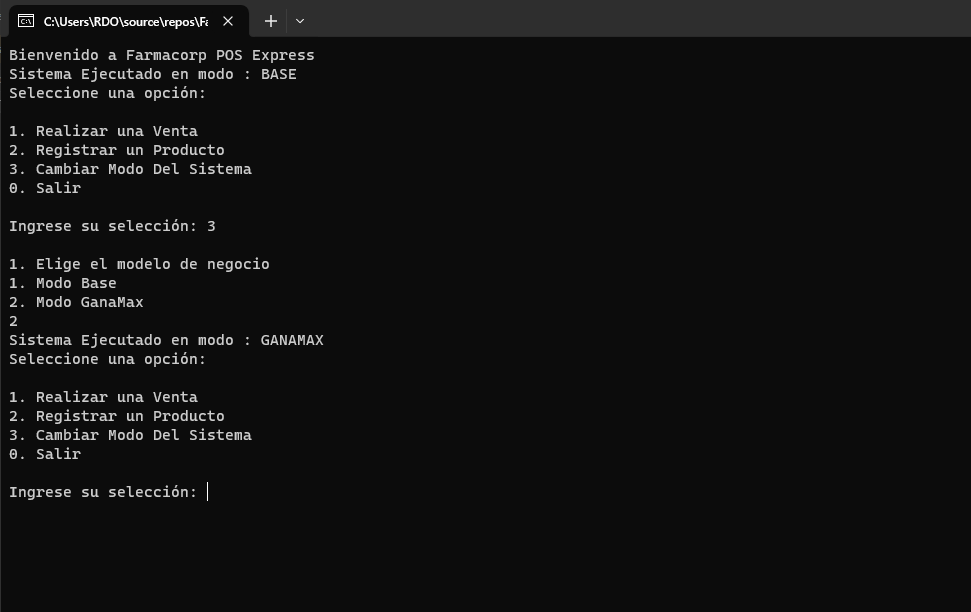 C:\Users\RDO\source\repos\Fa
Bienvenido a Farmacorp POS Express
Sistema Ejecutado en modo : BASE
Seleccione una opción:
1. Realizar una Venta
2. Registrar un Producto
3. Cambiar Modo Del Sistema
0. Salir
Ingrese su selección: 3
1. Elige el modelo de negocio
1. Modo Base
2. Modo GanaMax
2
Sistema Ejecutado en modo : GANAMAX
Seleccione una opción:
1. Realizar una Venta
2. Registrar un Producto
3. Cambiar Modo Del Sistema
0. Salir
Ingrese su selección: